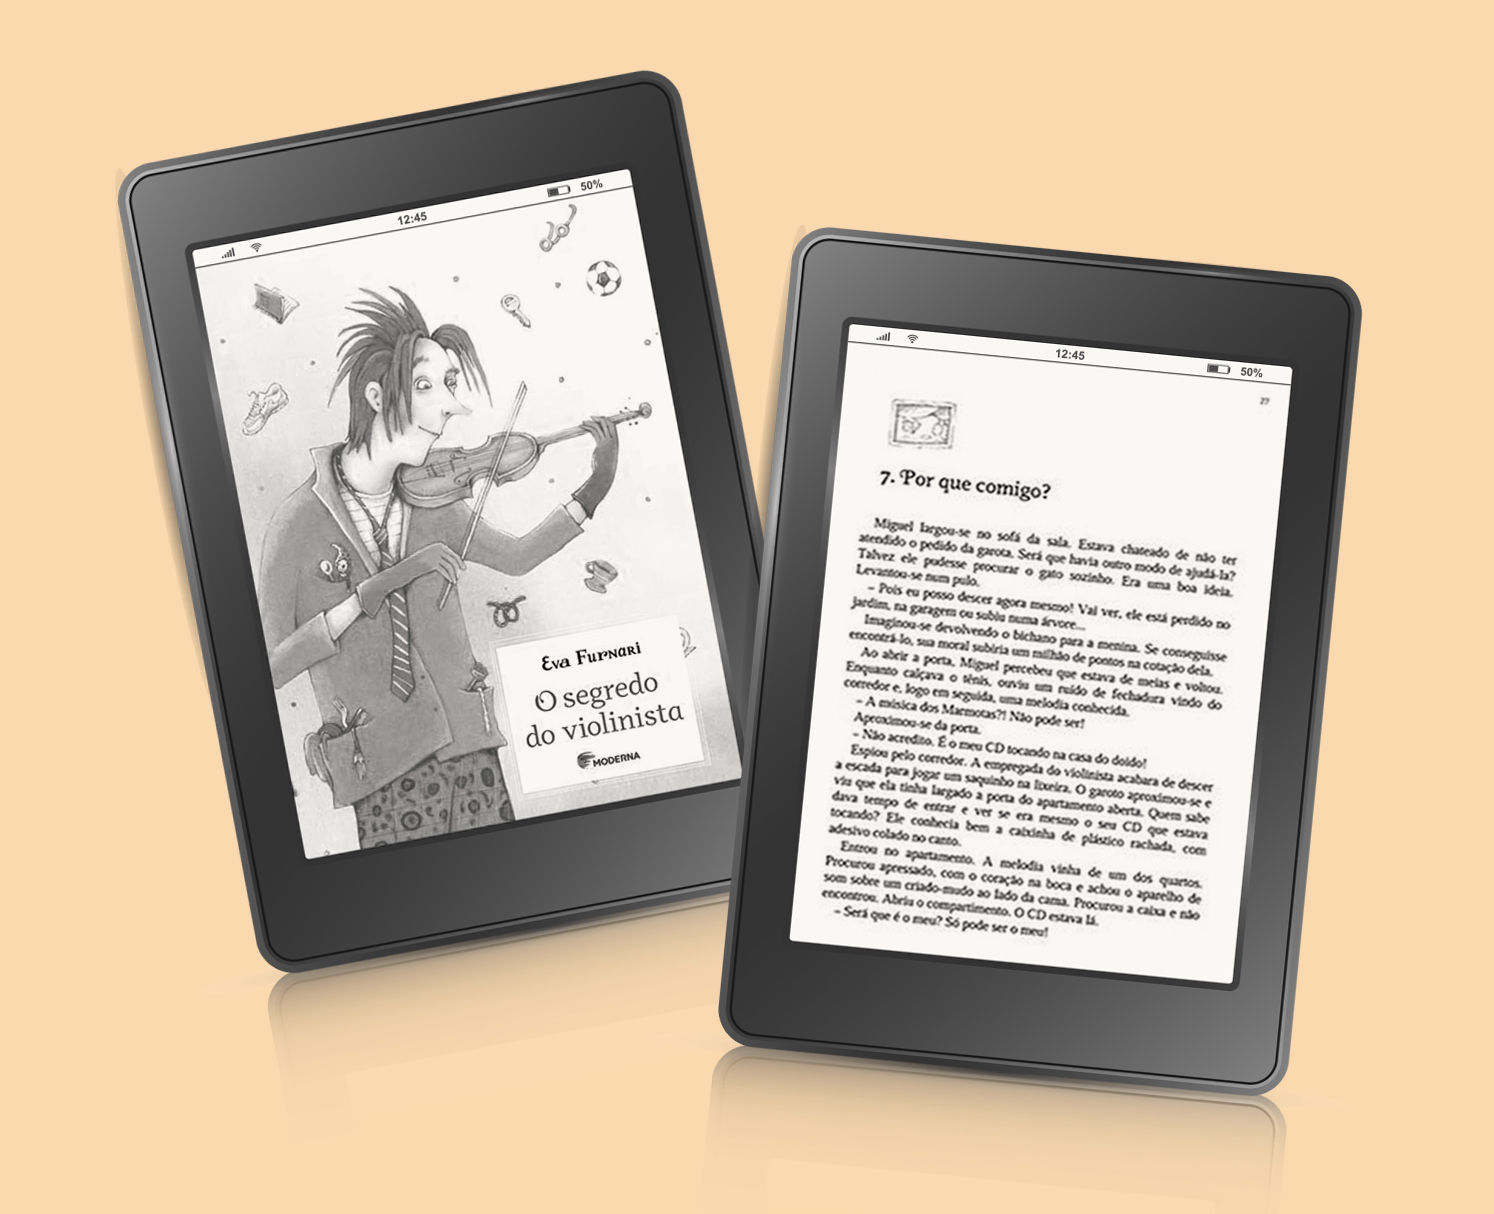 12:45
50%
Eva Furnari
O segredo
do violinista
MODERNA
12:45
50%
27
7. Por que comigo?
Miguel largou-se no sofá da sala. Estava chateado de não ter
atendido o pedido da garota. Será que havia outro modo de ajudá-la?
Talvez ele pudesse procurar o gato sozinho. Era uma boa ideia.
Levantou-se num pulo.
– Pois eu posso descer agora mesmo! Vai ver, ele está perdido no
jardim, na garagem ou subiu numa árvore...
Imaginou-se devolvendo o bichano para a menina. Se conseguisse
encontrá-lo, sua moral subiria um milhão de pontos na cotação dela.
Ao abrir a porta, Miguel percebeu que estava de meias e voltou.
Enquanto calçava o tênis, ouviu um ruído de fechadura vindo do
corredor e, logo em seguida, uma melodia conhecida.
– A música dos Marmotas?! Não pode ser!
Aproximou-se da porta.
– Não acredito. É o meu CD tocando na casa do doido!
Espiou pelo corredor. A empregada do violinista acabara de descer
a escada para jogar um saquinho na lixeira. O garoto aproximou-se e
viu que ela tinha largado a porta do apartamento aberta. Quem sabe
dava tempo de entrar e ver se era mesmo o seu CD que estava
tocando? Ele conhecia bem a caixinha de plástico rachada, com
adesivo colado no canto.
Entrou no apartamento. A melodia vinha de um dos quartos.
Procurou apressado, com o coração na boca e achou o aparelho de
som sobre um criado-mudo ao lado da cama. Procurou a caixa e não
encontrou. Abriu o compartimento. O CD estava lá.
– Será que é o meu? Só pode ser o meu!